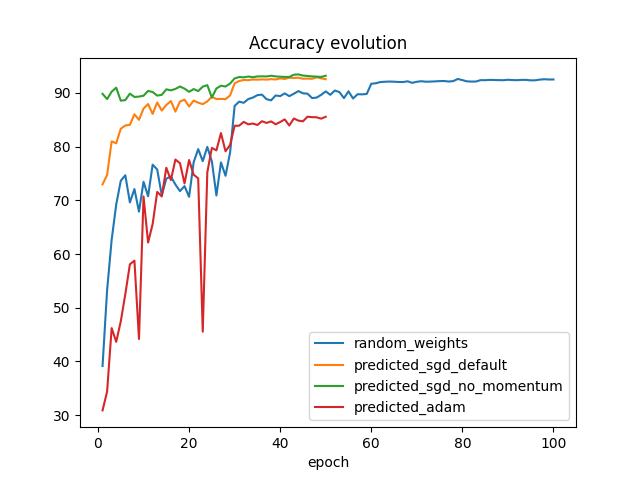 Accuracy evolution
90
80
70
60
50
40
30
0 20 40 60 80 100
epoch
random_weights
predicted_sgd_default
predicted_sgd_no_momentum
predicted_adam